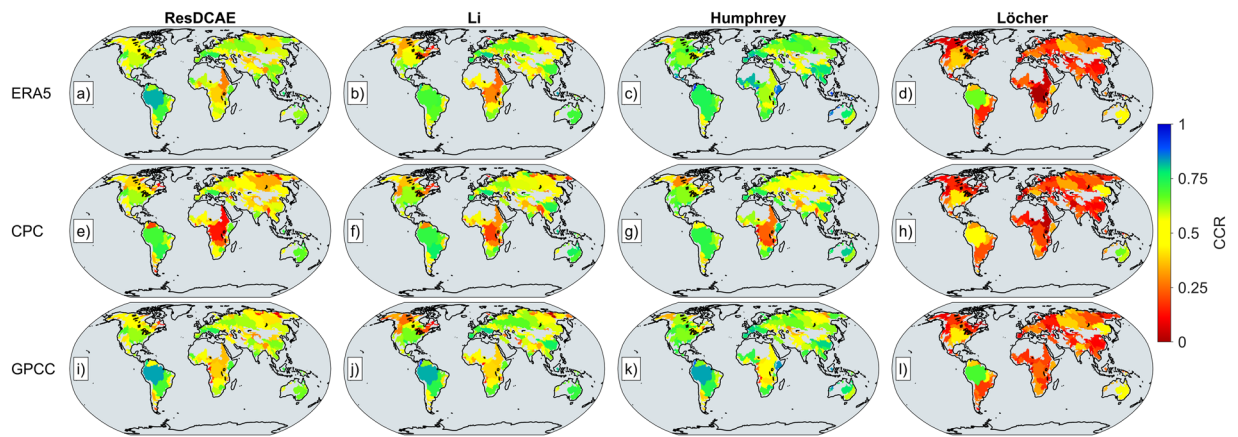 ResDCAE Li Humphrey Löcher
ERA5 a) b) c) d)
CPC e) f) g) h)
GPCC i) j) k) l)
1
0.75
0.5
0.25
0
CCR